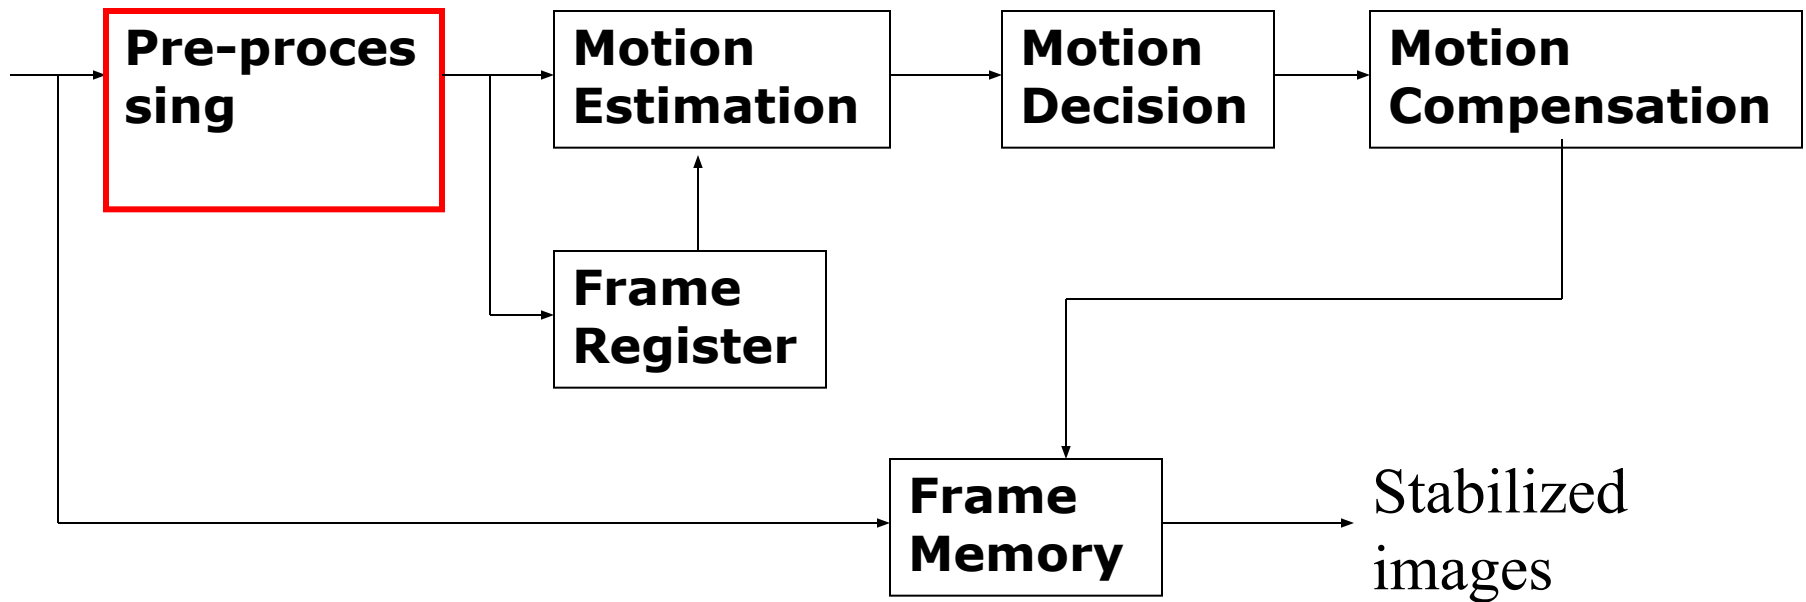 Pre-proces
sing
Motion
Estimation
Motion
Decision
Motion
Compensation
Frame
Register
Frame
Memory
Stabilized
images